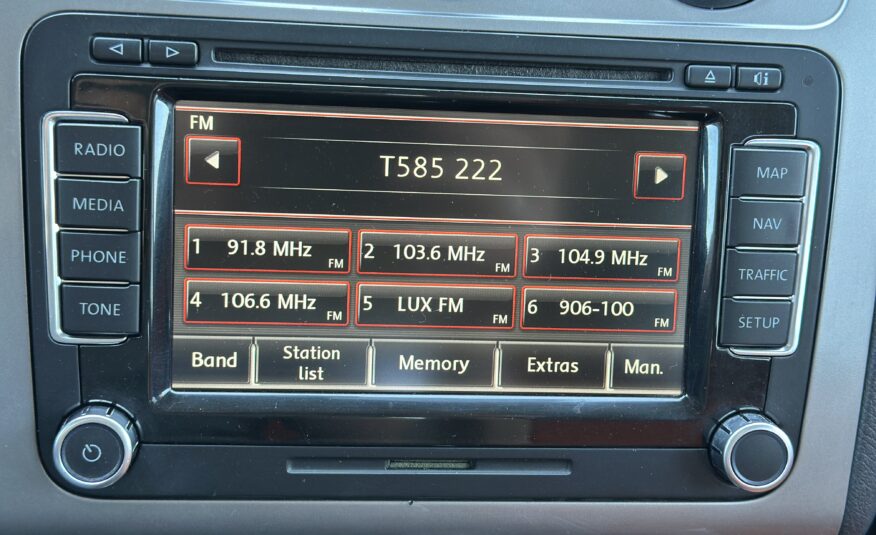 FM
T585 222
1 91.8 MHz FM
2 103.6 MHz FM
3 104.9 MHz FM
4 106.6 MHz FM
5 LUX FM FM
6 906-100 FM
Band
Station
list
Memory
Extras
Man.
RADIO
MEDIA
PHONE
TONE
MAP
NAV
TRAFFIC
SETUP